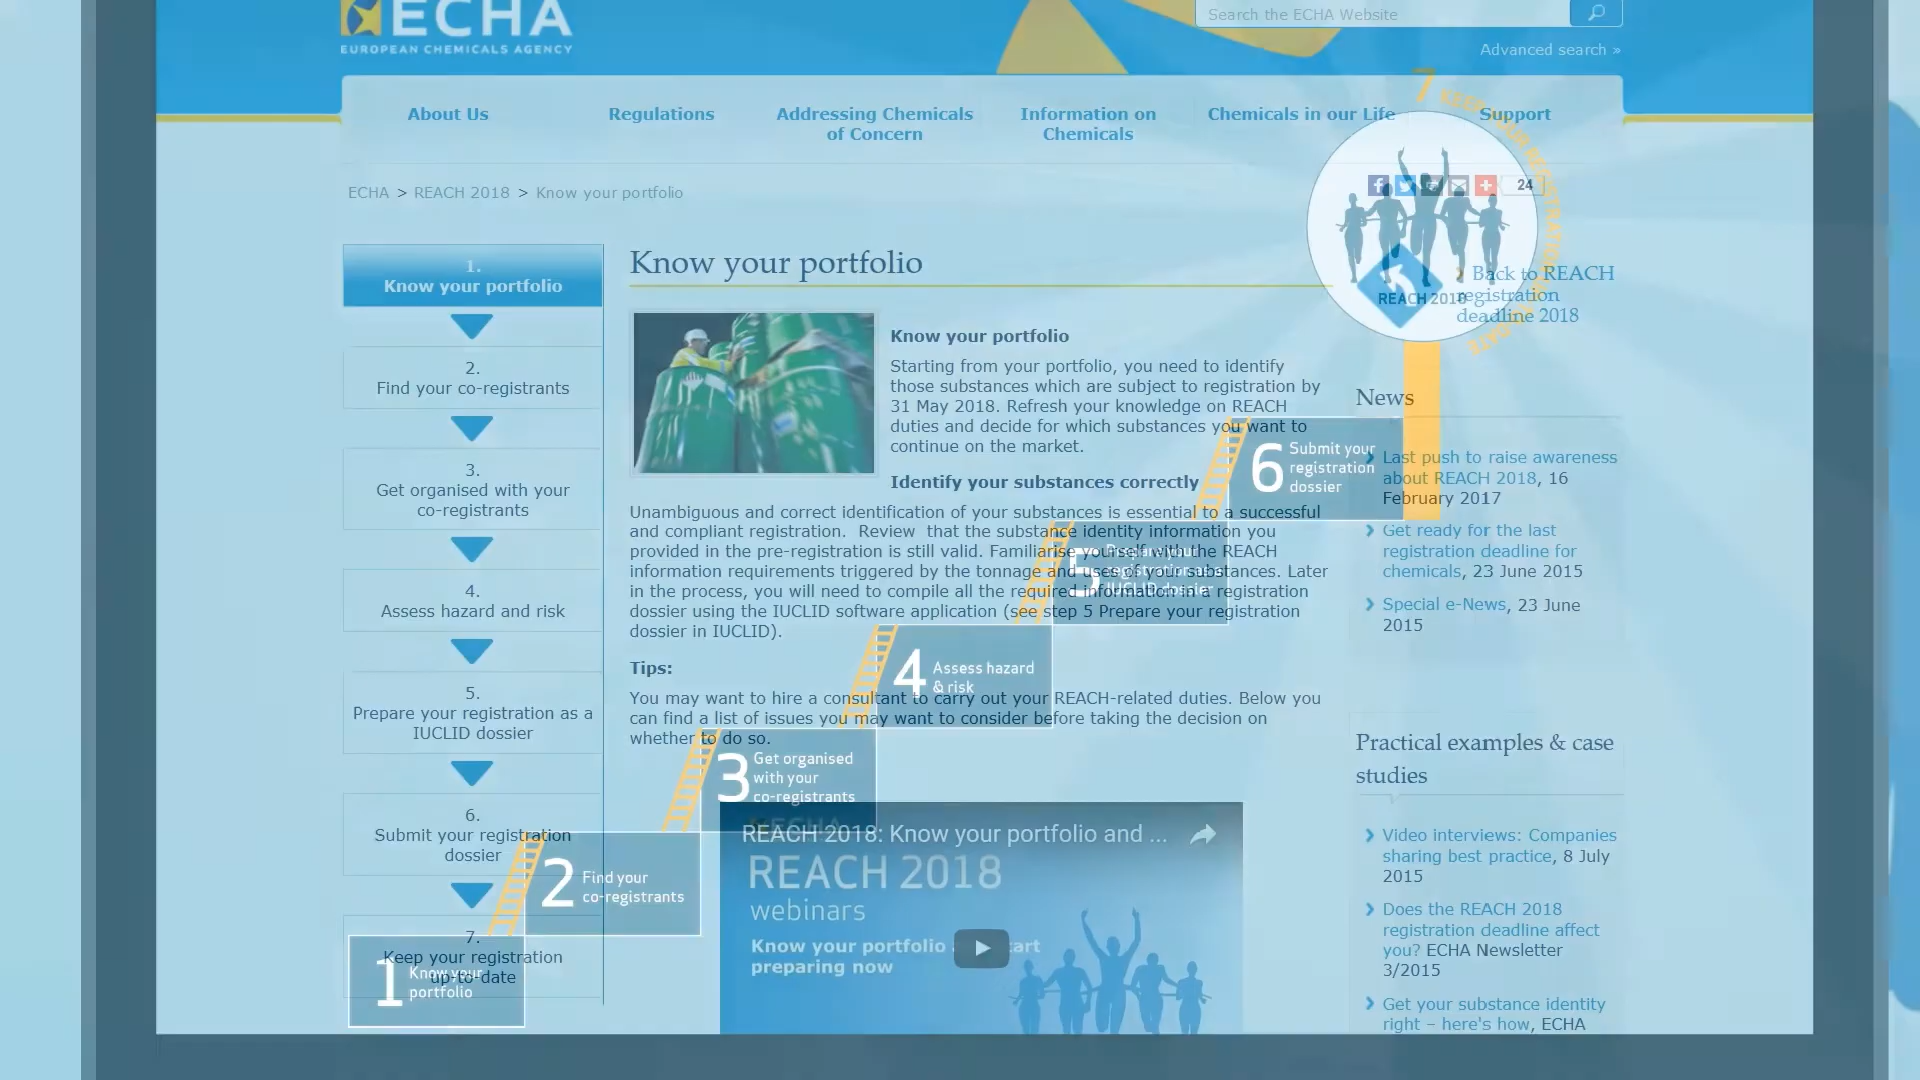 ECHA
EUROPEAN CHEMICALS AGENCY
Search the ECHA Website
Advanced search »
About Us
Regulations
Addressing Chemicals
of Concern
Information on
Chemicals
Chemicals in our Life
Support
ECHA > REACH 2018 > Know your portfolio
24
1.
Know your portfolio
2.
Find your co-registrants
3.
Get organised with your
co-registrants
4.
Assess hazard and risk
5.
Prepare your registration as a
IUCLID dossier
6.
Submit your registration
dossier
7.
Keep your registration
up-to-date
Know your portfolio
Know your portfolio
Starting from your portfolio, you need to identify
those substances which are subject to registration by
31 May 2018. Refresh your knowledge on REACH
duties and decide for which substances you want to
continue on the market.
Identify your substances correctly
Unambiguous and correct identification of your substances is essential to a successful
and compliant registration. Review that the substance identity information you
provided in the pre-registration is still valid. Familiarise yourself with the REACH
information requirements triggered by the tonnage and uses of your substances. Later
in the process, you will need to compile all the required information in a registration
dossier using the IUCLID software application (see step 5 Prepare your registration
dossier in IUCLID).
Tips:
You may want to hire a consultant to carry out your REACH-related duties. Below you
can find a list of issues you may want to consider before taking the decision on
whether to do so.
REACH 2018: Know your portfolio and ...
REACH 2018
webinars
Know your portfolio and start
preparing now
Back to REACH
registration
deadline 2018
News
Last push to raise awareness
about REACH 2018, 16
February 2017
Get ready for the last
registration deadline for
chemicals, 23 June 2015
Special e-News, 23 June
2015
Practical examples & case
studies
Video interviews: Companies
sharing best practice, 8 July
2015
Does the REACH 2018
registration deadline affect
you? ECHA Newsletter
3/2015
Get your substance identity
right – here's how, ECHA
7 KEEP YOUR REGISTRATION UP-TO-DATE
REACH 2018
6 Submit your
registration
dossier
5 Prepare your
registration as a
IUCLID dossier
4 Assess hazard
& risk
3 Get organised
with your
co-registrants
2 Find your
co-registrants
1 Know your
portfolio